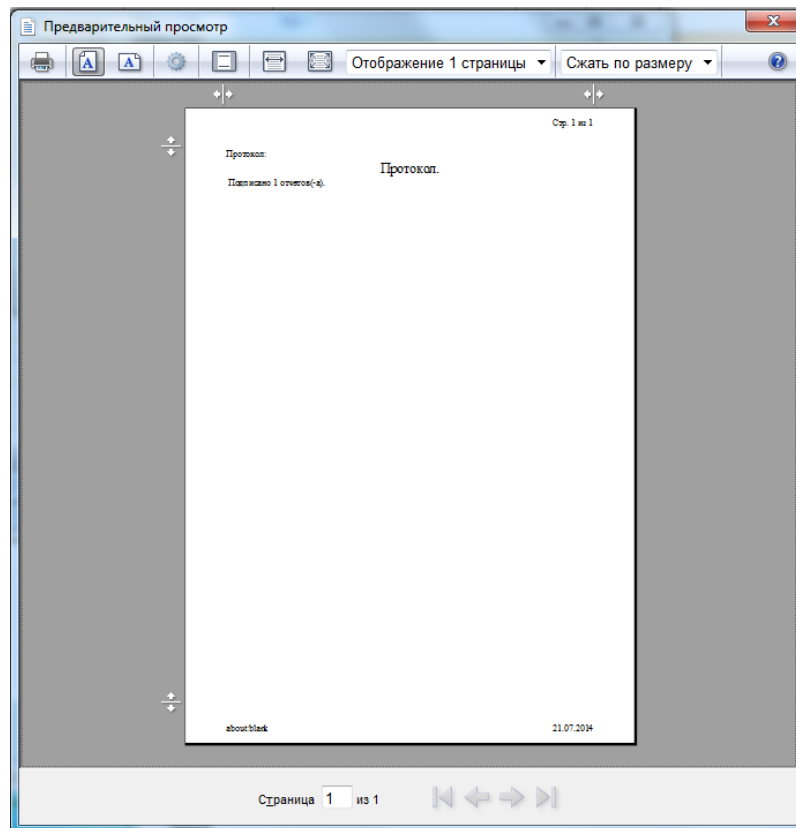 Предварительный просмотр
A A Отображение 1 страницы Сжать по размеру ?
Стр. 1 из 1
Протокол:
Протокол.
Подписано 1 отчетов(-а).
about:blank 21.07.2014
Страница 1 из 1